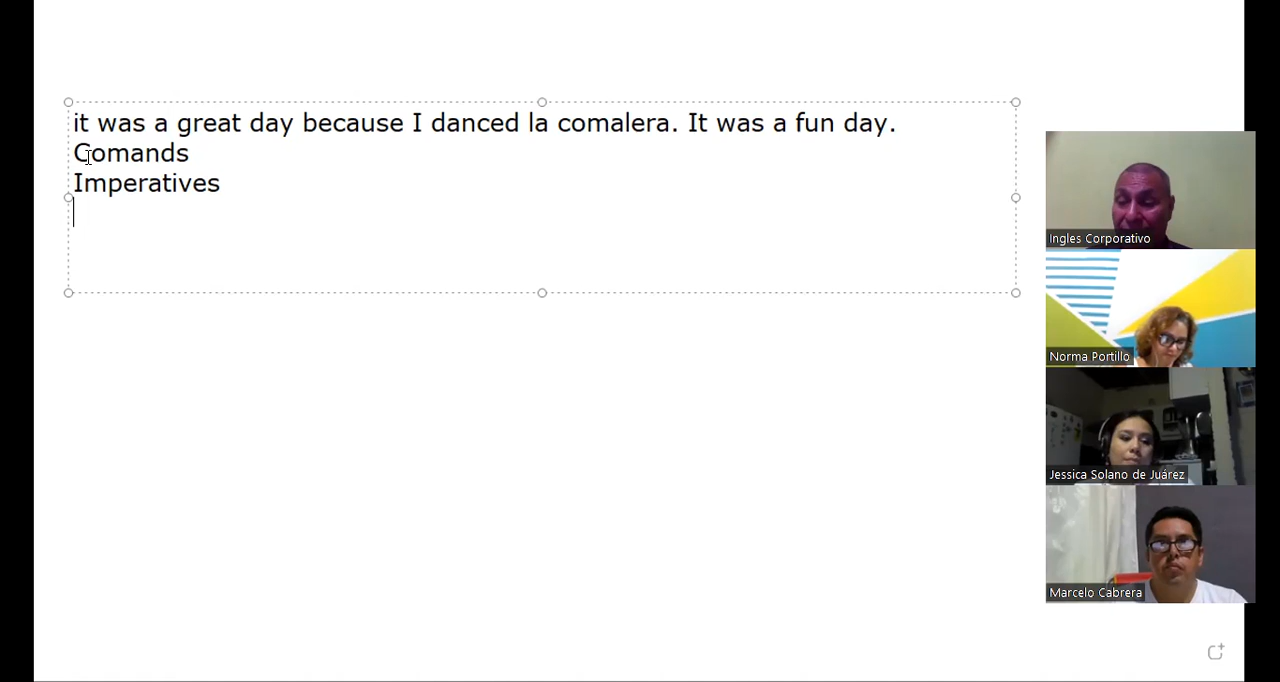 it was a great day because I danced la comalera. It was a fun day.
Comands
Imperatives
Ingles Corporativo
Norma Portillo
Jessica Solano de Juárez
Marcelo Cabrera